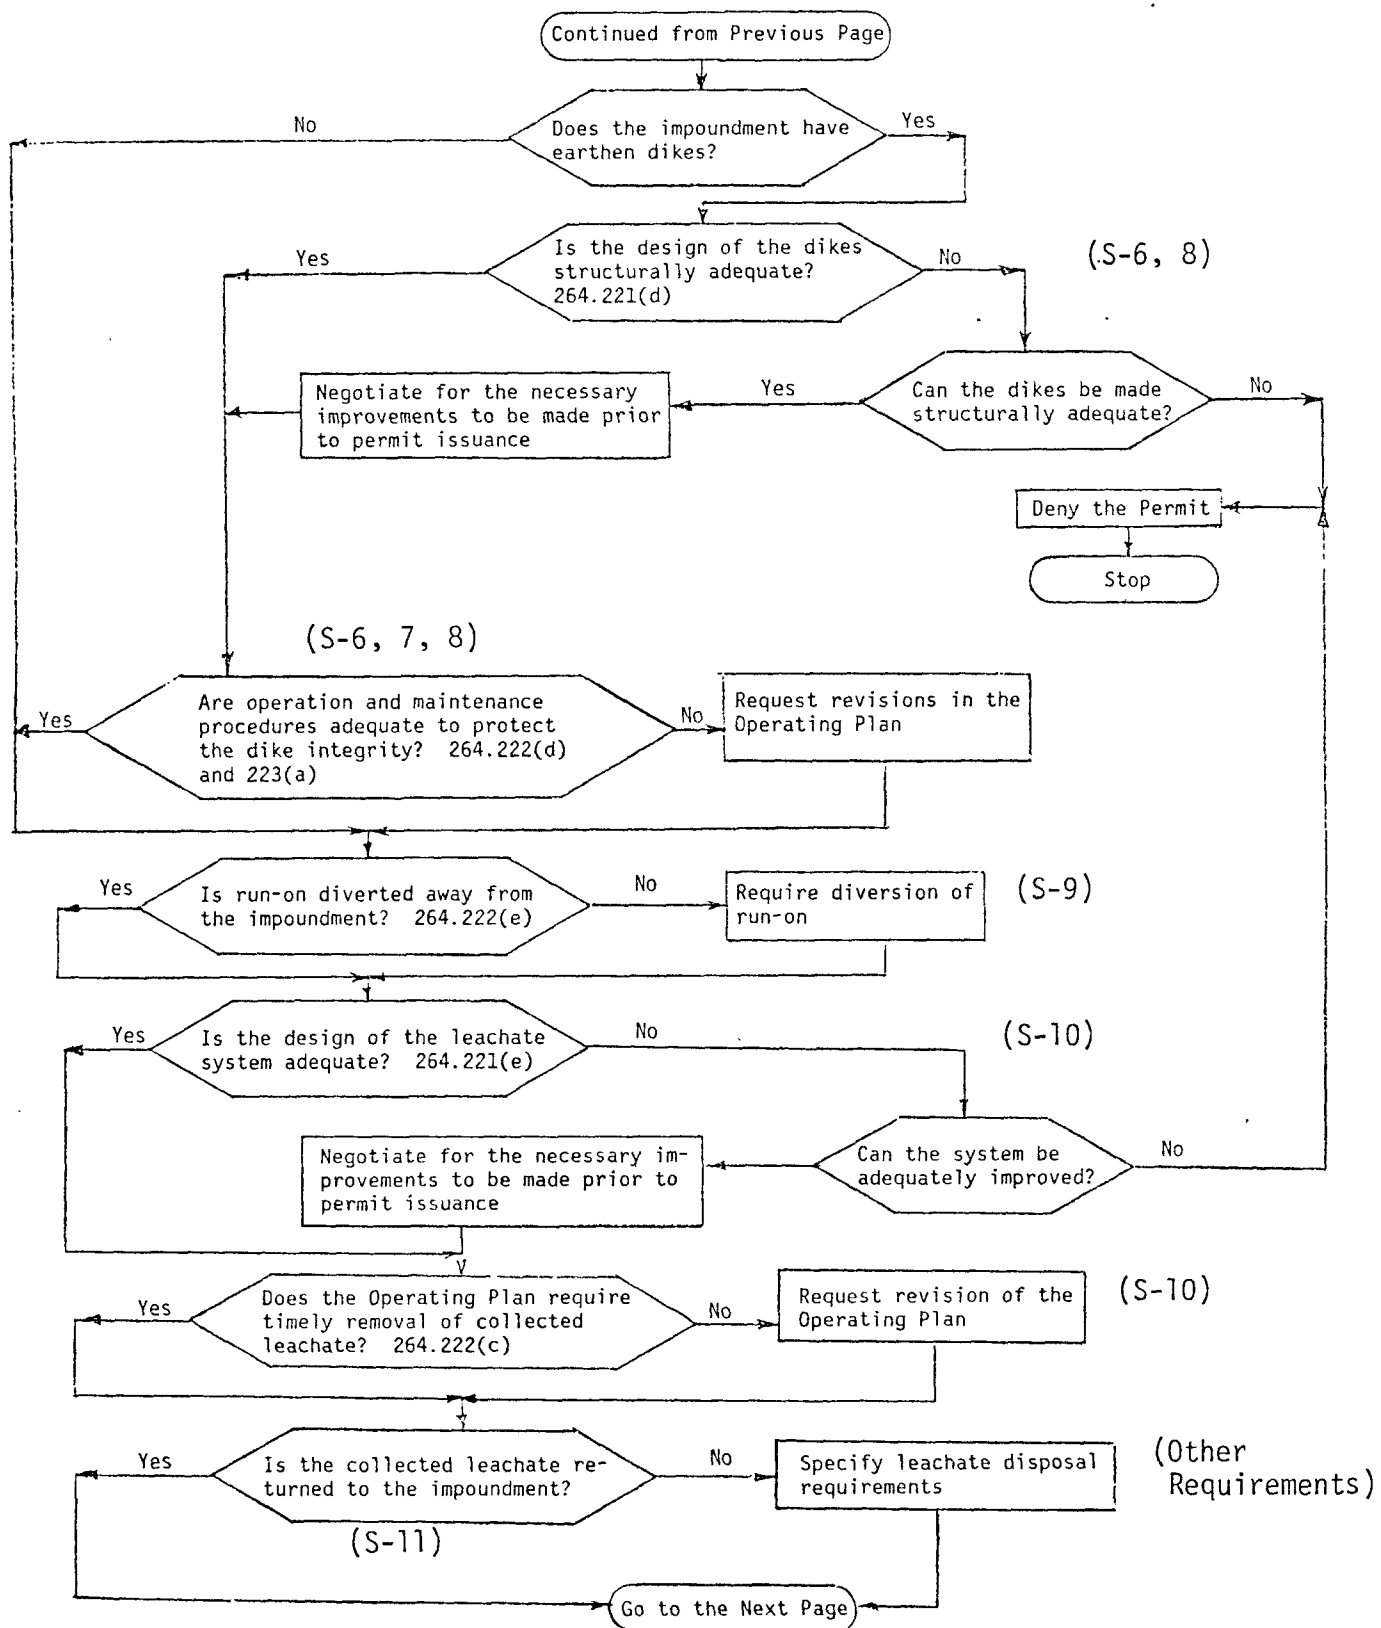 Continued from Previous Page
No
Does the impoundment have
earthen dikes?
Yes
Yes
Is the design of the dikes
structurally adequate?
264.221(d)
No
(S-6, 8)
Negotiate for the necessary
improvements to be made prior
to permit issuance
Yes
Can the dikes be made
structurally adequate?
No
Deny the Permit
Stop
(S-6, 7, 8)
Yes
Are operation and maintenance
procedures adequate to protect
the dike integrity? 264.222(d)
and 223(a)
No
Request revisions in the
Operating Plan
Yes
Is run-on diverted away from
the impoundment? 264.222(e)
No
Require diversion of
run-on
(S-9)
Yes
Is the design of the leachate
system adequate? 264.221(e)
No
(S-10)
Negotiate for the necessary im-
provements to be made prior to
permit issuance
Can the system be
adequately improved?
No
Yes
Does the Operating Plan require
timely removal of collected
leachate? 264.222(c)
No
Request revision of the
Operating Plan
(S-10)
Yes
Is the collected leachate re-
turned to the impoundment?
No
Specify leachate disposal
requirements
(Other
Requirements)
(S-11)
Go to the Next Page